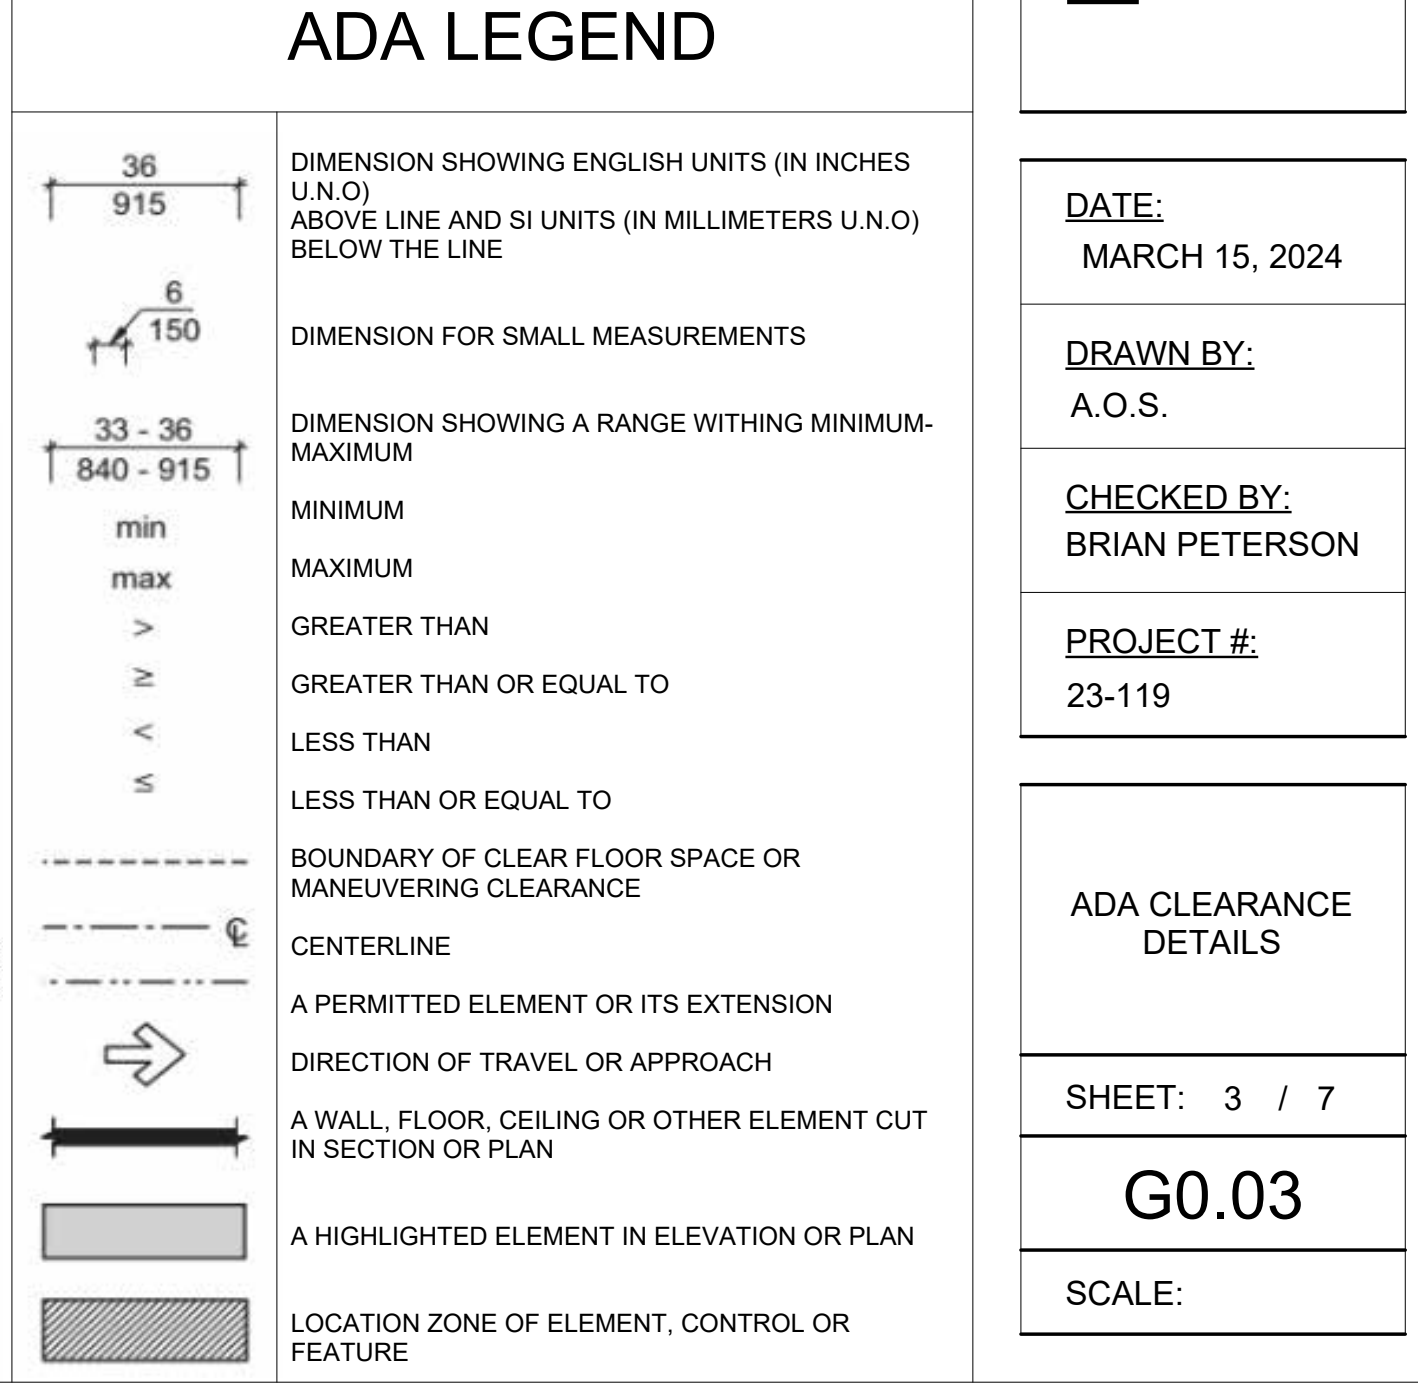 ADA LEGEND
36
915
DIMENSION SHOWING ENGLISH UNITS (IN INCHES
U.N.O)
ABOVE LINE AND SI UNITS (IN MILLIMETERS U.N.O)
BELOW THE LINE
6
150
DIMENSION FOR SMALL MEASUREMENTS
33 - 36
840 - 915
DIMENSION SHOWING A RANGE WITHING MINIMUM-
MAXIMUM
min
MINIMUM
max
MAXIMUM
>
GREATER THAN
≥
GREATER THAN OR EQUAL TO
<
LESS THAN
≤
LESS THAN OR EQUAL TO
BOUNDARY OF CLEAR FLOOR SPACE OR
MANEUVERING CLEARANCE
℄
CENTERLINE
A PERMITTED ELEMENT OR ITS EXTENSION
DIRECTION OF TRAVEL OR APPROACH
A WALL, FLOOR, CEILING OR OTHER ELEMENT CUT
IN SECTION OR PLAN
A HIGHLIGHTED ELEMENT IN ELEVATION OR PLAN
LOCATION ZONE OF ELEMENT, CONTROL OR
FEATURE
DATE:
MARCH 15, 2024
DRAWN BY:
A.O.S.
CHECKED BY:
BRIAN PETERSON
PROJECT #:
23-119
ADA CLEARANCE
DETAILS
SHEET: 3 / 7
G0.03
SCALE: